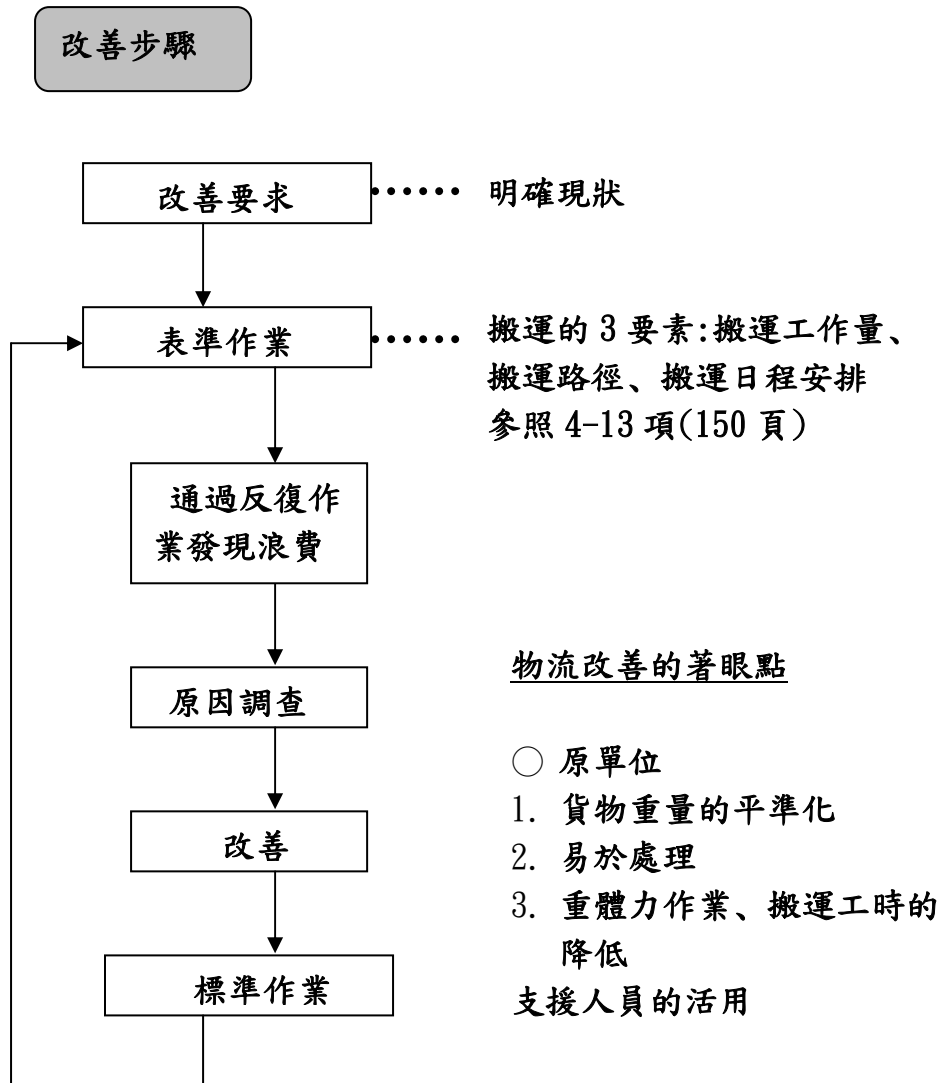 改善步驟
改善要求
•••••• 明確現狀
表準作業
•••••• 搬運的 3 要素:搬運工作量、
搬運路徑、搬運日程安排
參照 4-13 項(150 頁)
通過反復作
業發現浪費
原因調查
改善
標準作業
物流改善的著眼點
○ 原單位
1. 貨物重量的平準化
2. 易於處理
3. 重體力作業、搬運工時的
降低
支援人員的活用